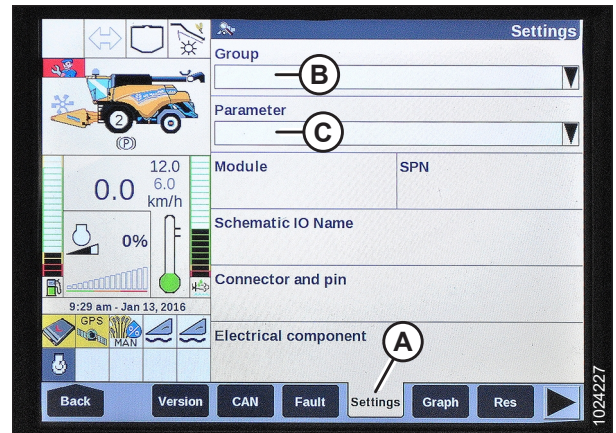 Settings
Group
B
Parameter
C
2
(P)
Module
SPN
12.0
6.0
0.0
km/h
Schematic IO Name
0%
Connector and pin
9:29 am - Jan 13, 2016
GPS
MAN
Electrical component
A
Back
Version
CAN
Fault
Settings
Graph
Res
1024227